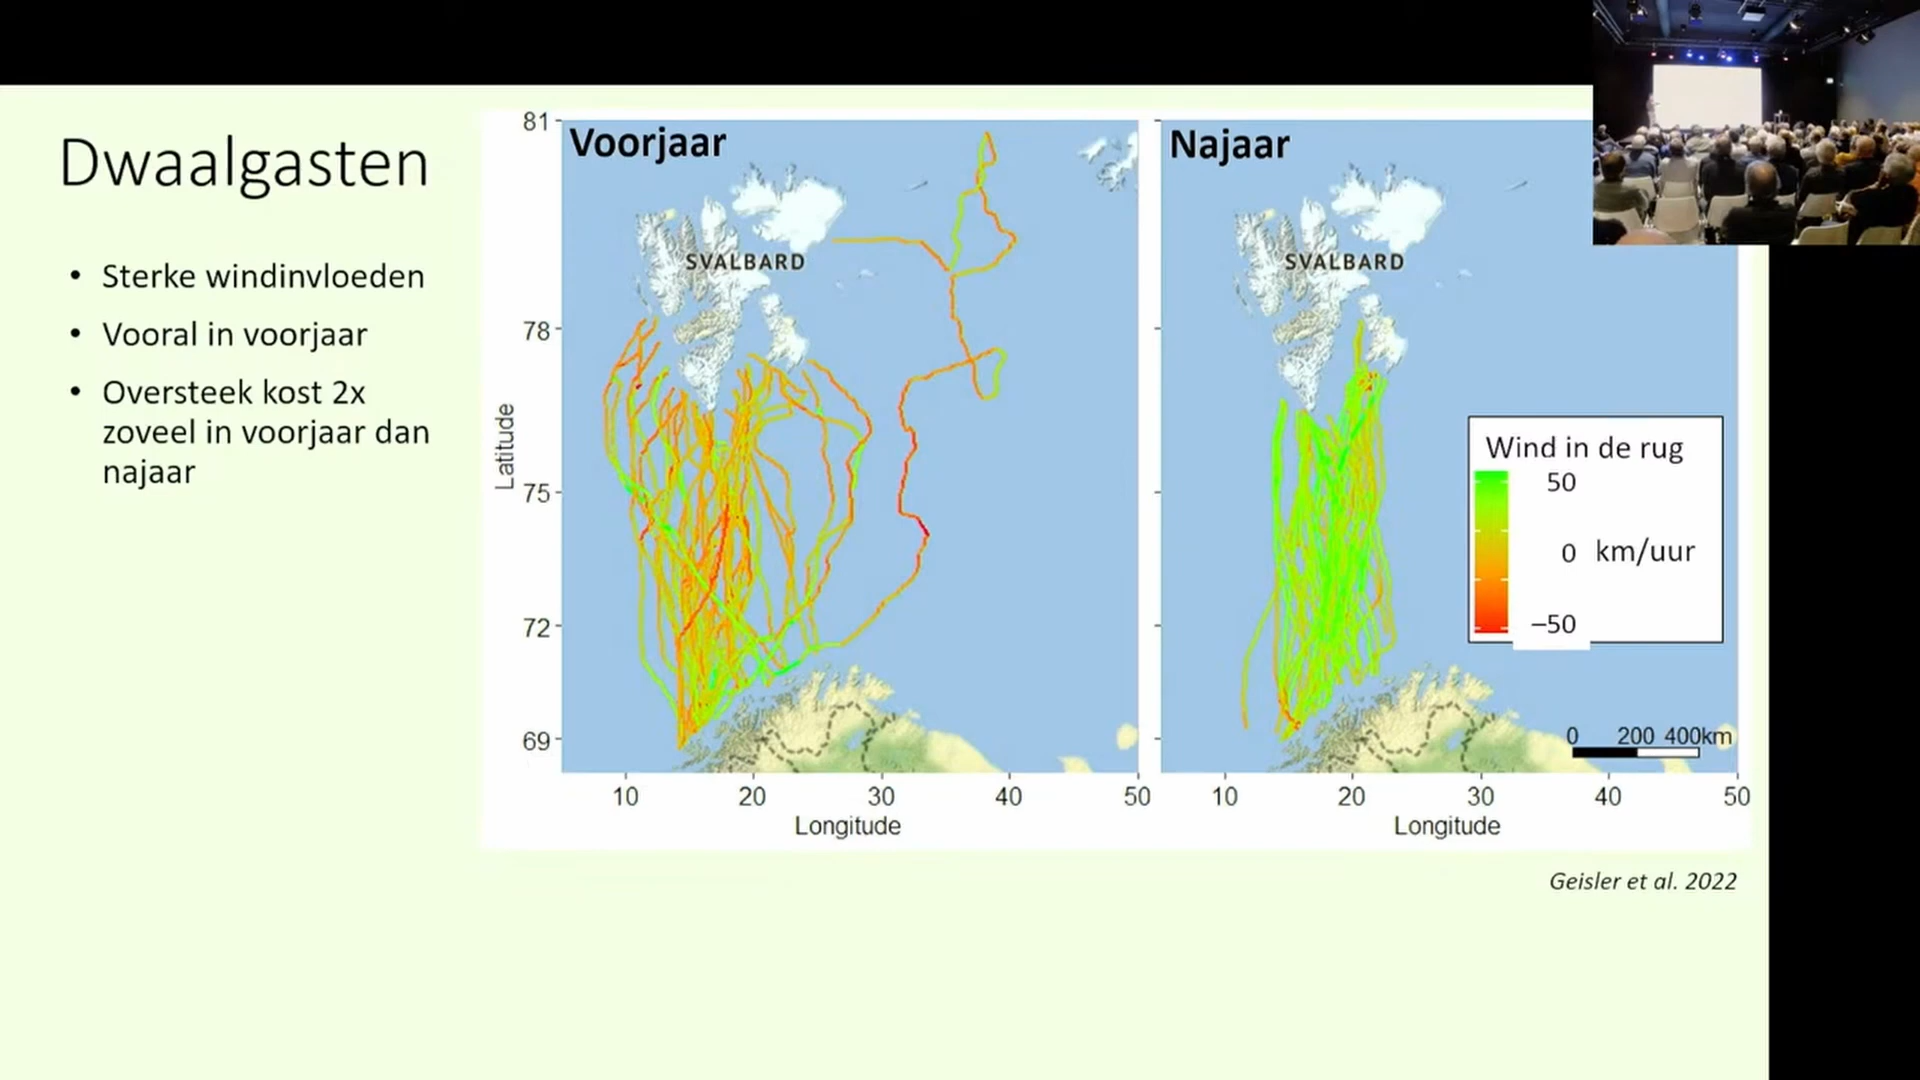 Dwaalgasten
• Sterke windinvloeden
• Vooral in voorjaar
• Oversteek kost 2x
zoveel in voorjaar dan
najaar
Voorjaar
SVALBARD
Latitude
81
78
75
72
69
10 20 30 40 50
Longitude
Najaar
SVALBARD
Wind in de rug
50
0 km/uur
–50
0 200 400km
10 20 30 40 50
Longitude
Geisler et al. 2022